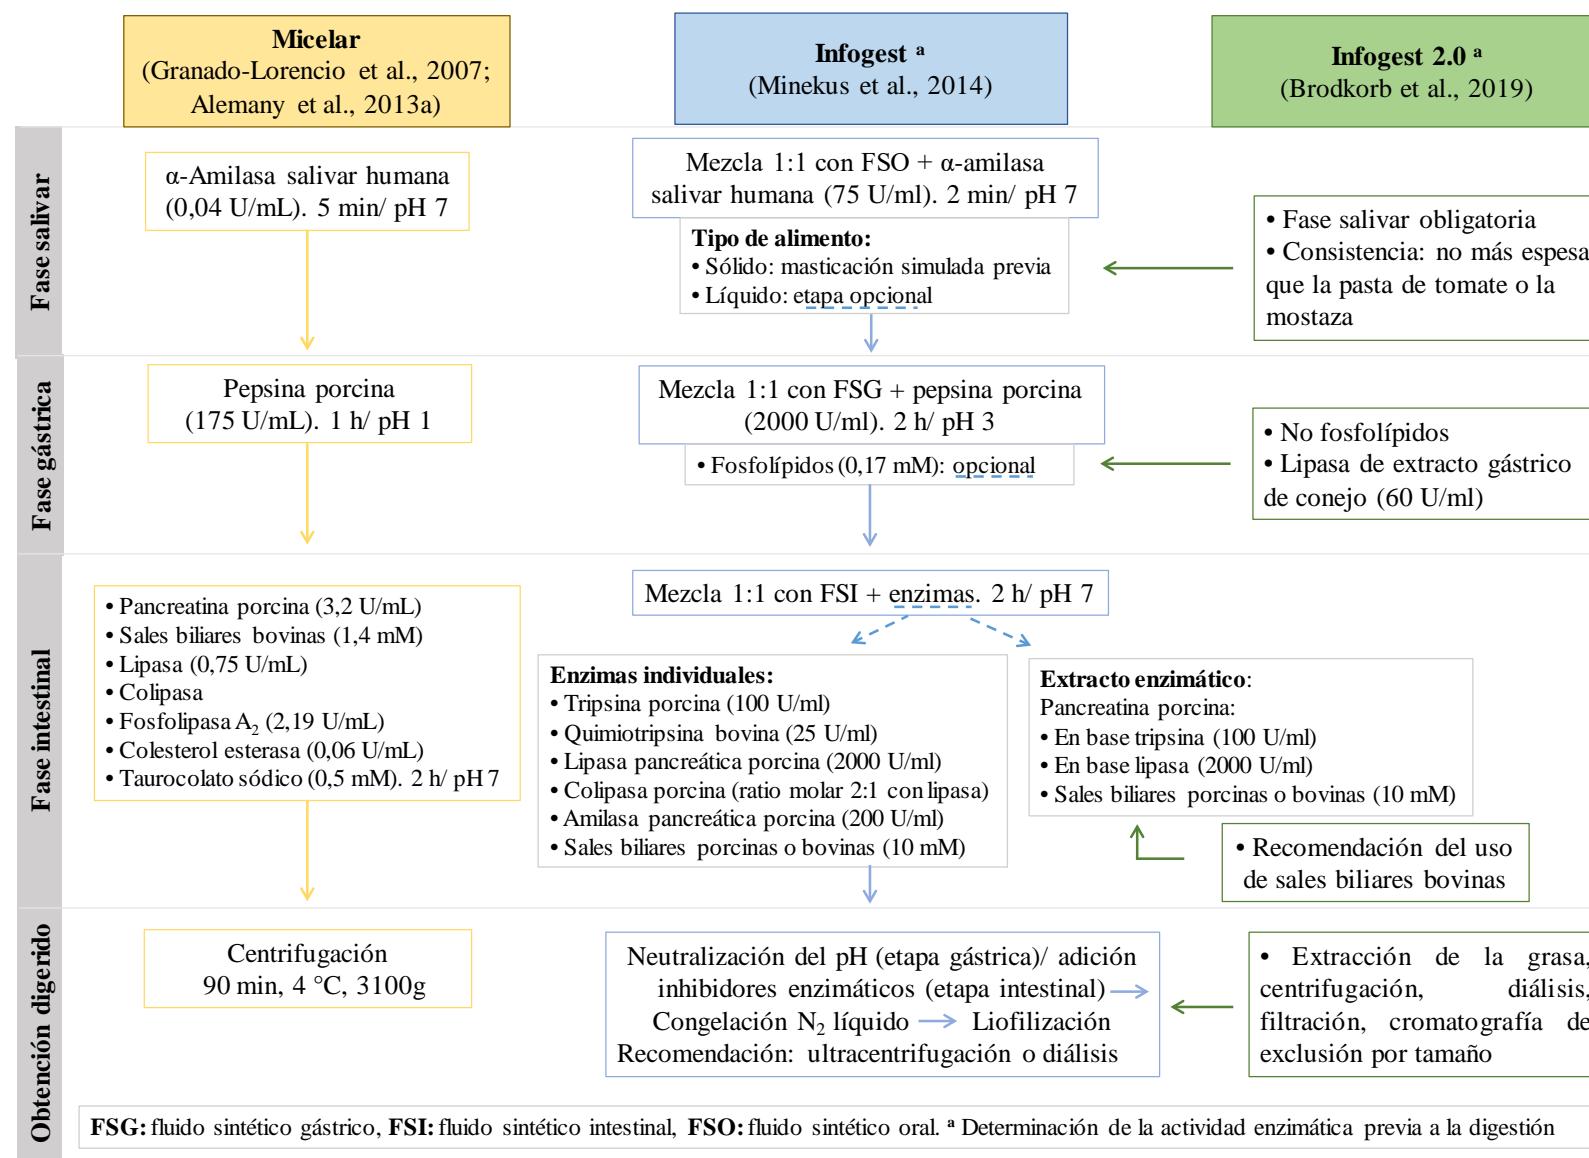 Micelar
(Granado-Lorencio et al., 2007;
Alemany et al., 2013a)
Infogest ª
(Minekus et al., 2014)
Infogest 2.0 ª
(Brodkorb et al., 2019)
Fase salivar
α-Amilasa salivar humana
(0,04 U/mL). 5 min/ pH 7
Mezcla 1:1 con FSO + α-amilasa
salivar humana (75 U/ml). 2 min/ pH 7
Tipo de alimento:
• Sólido: masticación simulada previa
• Líquido: etapa opcional
• Fase salivar obligatoria
• Consistencia: no más espesa
que la pasta de tomate o la
mostaza
Fase gástrica
Pepsina porcina
(175 U/mL). 1 h/ pH 1
Mezcla 1:1 con FSG + pepsina porcina
(2000 U/ml). 2 h/ pH 3
• Fosfolípidos (0,17 mM): opcional
• No fosfolípidos
• Lipasa de extracto gástrico
de conejo (60 U/ml)
Fase intestinal
• Pancreatina porcina (3,2 U/mL)
• Sales biliares bovinas (1,4 mM)
• Lipasa (0,75 U/mL)
• Colipasa
• Fosfolipasa A₂ (2,19 U/mL)
• Colesterol esterasa (0,06 U/mL)
• Taurocolato sódico (0,5 mM). 2 h/ pH 7
Mezcla 1:1 con FSI + enzimas. 2 h/ pH 7
Enzimas individuales:
• Tripsina porcina (100 U/ml)
• Quimiotripsina bovina (25 U/ml)
• Lipasa pancreática porcina (2000 U/ml)
• Colipasa porcina (ratio molar 2:1 con lipasa)
• Amilasa pancreática porcina (200 U/ml)
• Sales biliares porcinas o bovinas (10 mM)
Extracto enzimático:
Pancreatina porcina:
• En base tripsina (100 U/ml)
• En base lipasa (2000 U/ml)
• Sales biliares porcinas o bovinas (10 mM)
• Recomendación del uso
de sales biliares bovinas
Obtención digerido
Centrifugación
90 min, 4 °C, 3100g
Neutralización del pH (etapa gástrica)/ adición
inhibidores enzimáticos (etapa intestinal)
Congelación N₂ líquido Liofilización
Recomendación: ultracentrifugación o diálisis
• Extracción de la grasa,
centrifugación, diálisis,
filtración, cromatografía de
exclusión por tamaño
FSG: fluido sintético gástrico, FSI: fluido sintético intestinal, FSO: fluido sintético oral. ª Determinación de la actividad enzimática previa a la digestión